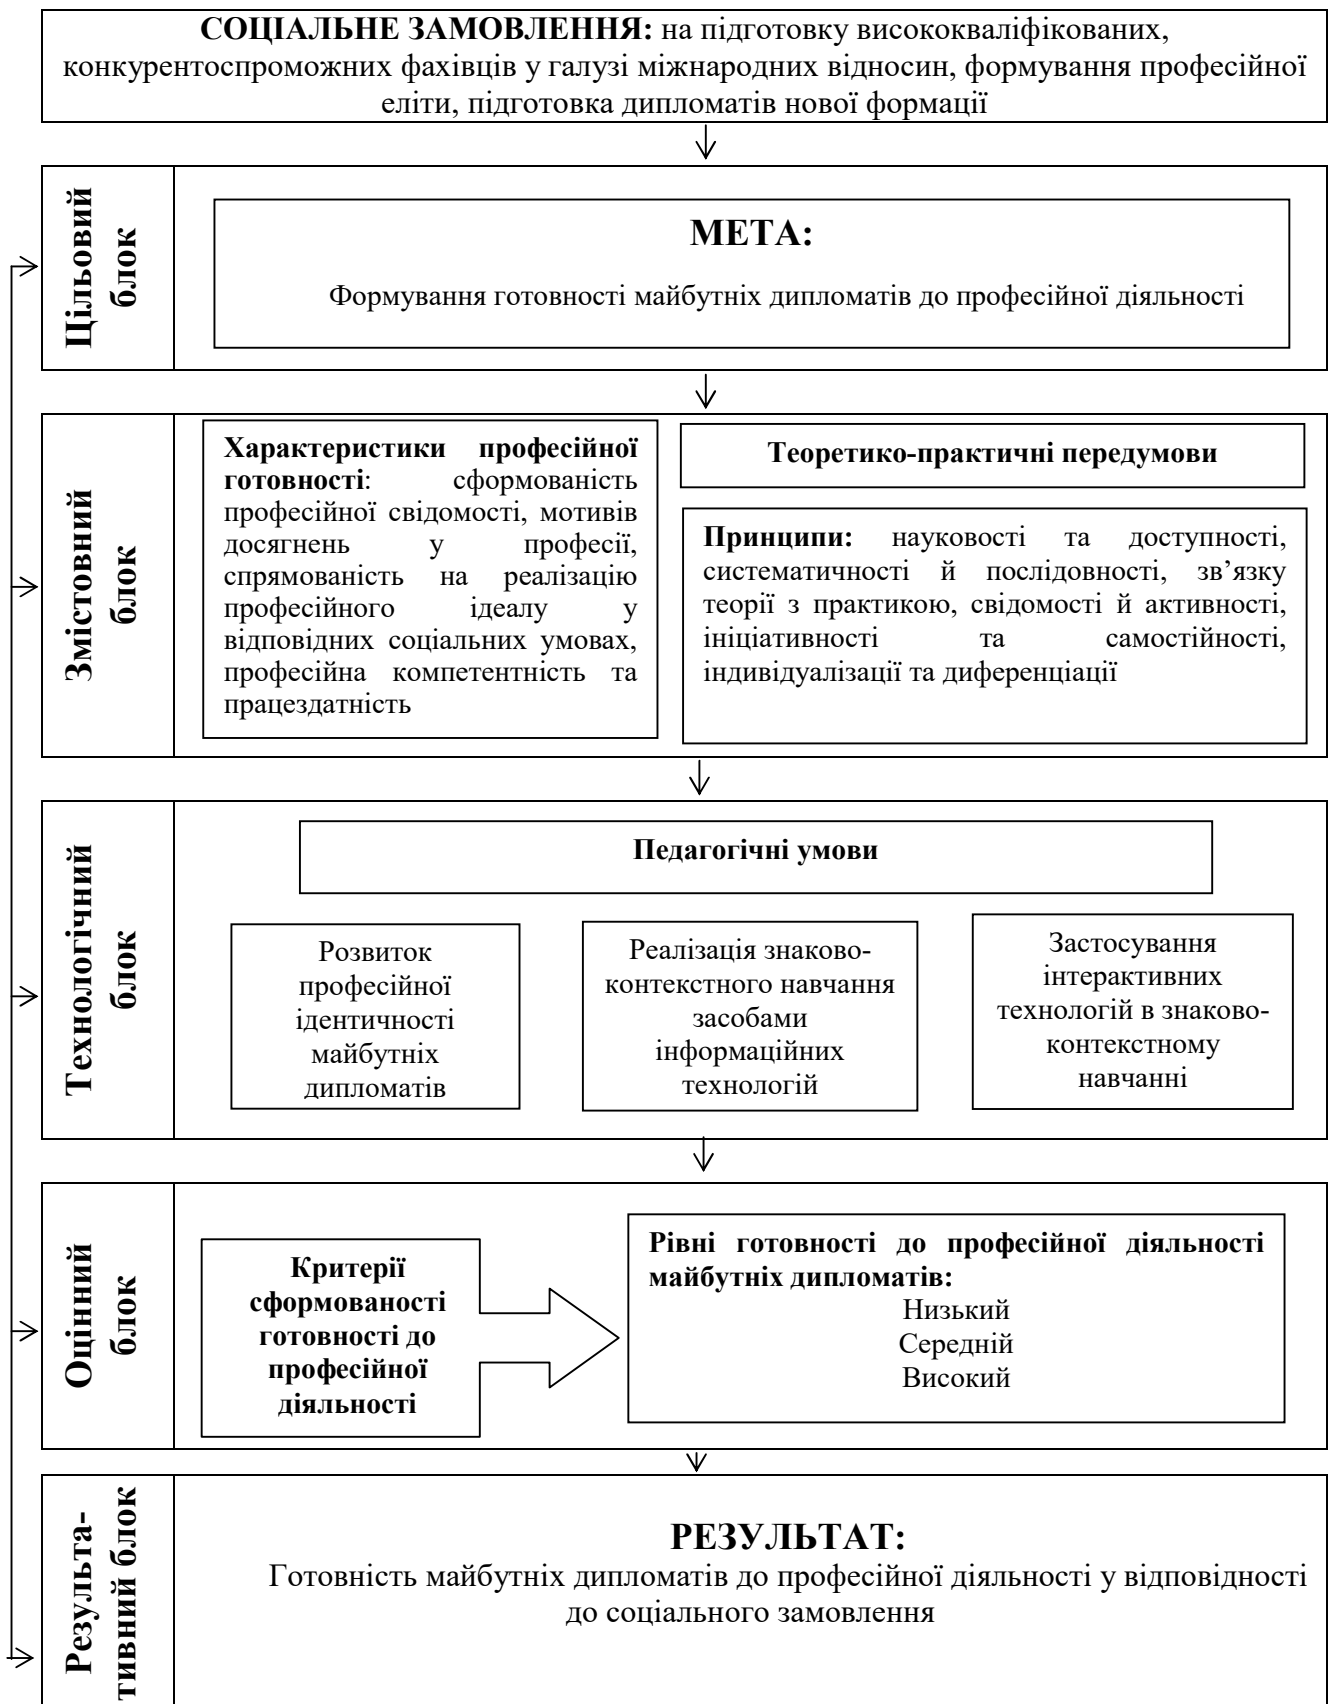 СОЦІАЛЬНЕ ЗАМОВЛЕННЯ: на підготовку висококваліфікованих,
конкурентоспроможних фахівців у галузі міжнародних відносин, формування професійної
еліти, підготовка дипломатів нової формації
Цільовий
блок
МЕТА:
Формування готовності майбутніх дипломатів до професійної діяльності
Змістовний
блок
Характеристики професійної
готовності: сформованість
професійної свідомості, мотивів
досягнень у професії,
спрямованість на реалізацію
професійного ідеалу у
відповідних соціальних умовах,
професійна компетентність та
працездатність
Теоретико-практичні передумови
Принципи: науковості та доступності,
систематичності й послідовності, зв’язку
теорії з практикою, свідомості й активності,
ініціативності та самостійності,
індивідуалізації та диференціації
Технологічний
блок
Педагогічні умови
Розвиток
професійної
ідентичності
майбутніх
дипломатів
Реалізація знаково-
контекстного навчання
засобами
інформаційних
технологій
Застосування
інтерактивних
технологій в знаково-
контекстному
навчанні
Оцінний
блок
Критерії
сформованості
готовності до
професійної
діяльності
Рівні готовності до професійної діяльності
майбутніх дипломатів:
Низький
Середній
Високий
Результа-
тивний блок
РЕЗУЛЬТАТ:
Готовність майбутніх дипломатів до професійної діяльності у відповідності
до соціального замовлення